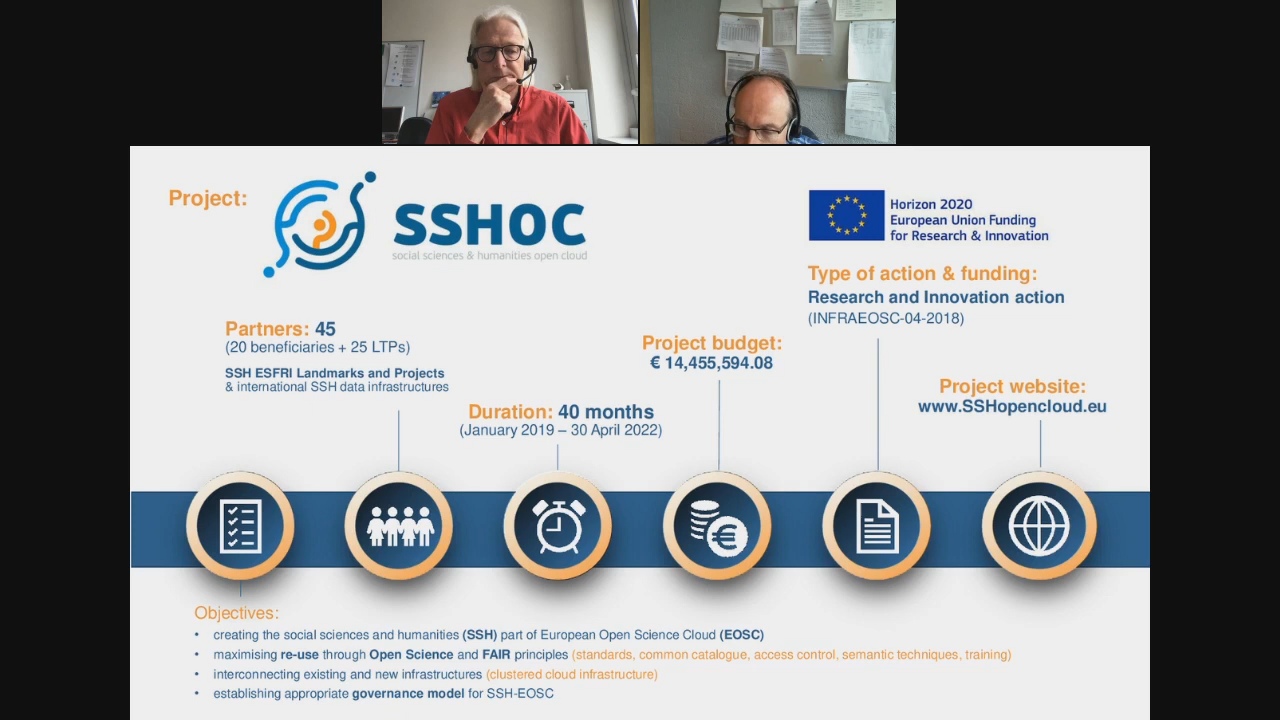 Project:
SSHOC
social sciences & humanities open cloud
Horizon 2020
European Union Funding
for Research & Innovation
Type of action & funding:
Research and Innovation action
(INFRAEOSC-04-2018)
Partners: 45
(20 beneficiaries + 25 LTPs)
SSH ESFRI Landmarks and Projects
& international SSH data infrastructures
Project budget:
€ 14,455,594.08
Project website:
www.SSHopencloud.eu
Duration: 40 months
(January 2019 – 30 April 2022)
Objectives:
• creating the social sciences and humanities (SSH) part of European Open Science Cloud (EOSC)
• maximising re-use through Open Science and FAIR principles (standards, common catalogue, access control, semantic techniques, training)
• interconnecting existing and new infrastructures (clustered cloud infrastructure)
• establishing appropriate governance model for SSH-EOSC